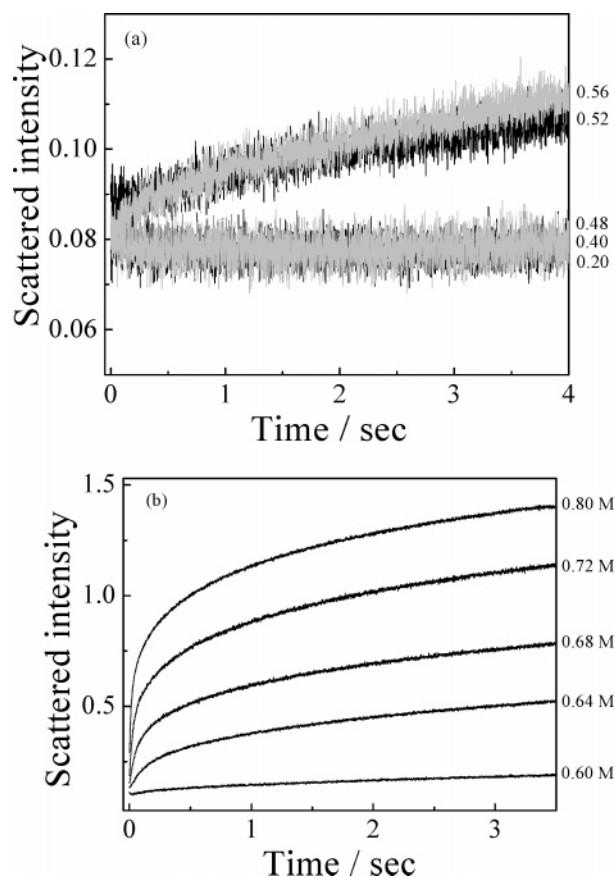 (a)
Scattered intensity
0.12
0.10
0.08
0.06
0.56
0.52
0.48
0.40
0.20
0 1 2 3 4
Time / sec
(b)
Scattered intensity
1.5
1.0
0.5
0.80 M
0.72 M
0.68 M
0.64 M
0.60 M
0 1 2 3
Time / sec